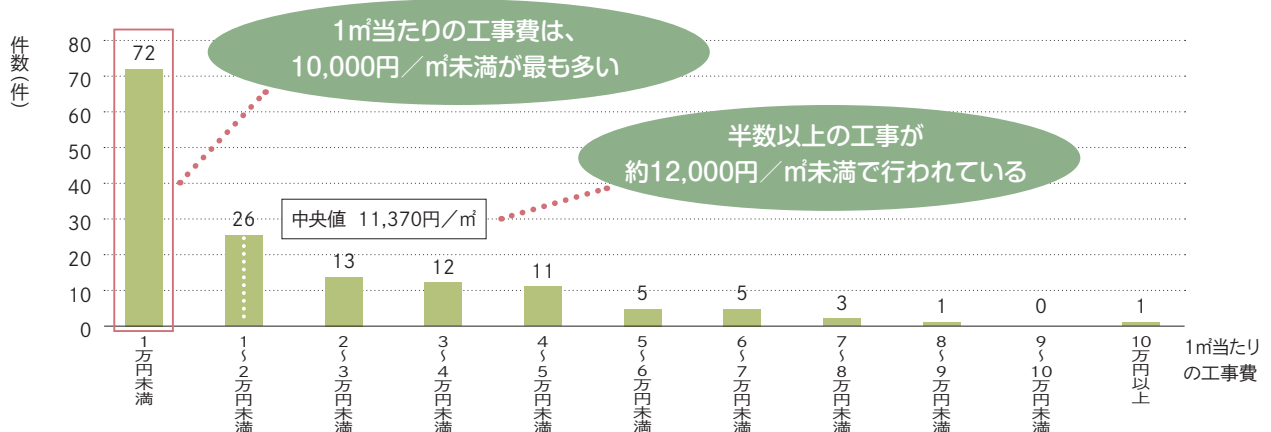 件数(件)
80
70
60
50
40
30
20
10
0
1㎡当たりの工事費は、
10,000円／㎡未満が最も多い
半数以上の工事が
約12,000円／㎡未満で行われている
中央値 11,370円／㎡
72
26
13
12
11
5
5
3
1
0
1
1万円未満
1〜2万円未満
2〜3万円未満
3〜4万円未満
4〜5万円未満
5〜6万円未満
6〜7万円未満
7〜8万円未満
8〜9万円未満
9〜10万円未満
10万円以上
1㎡当たり
の工事費